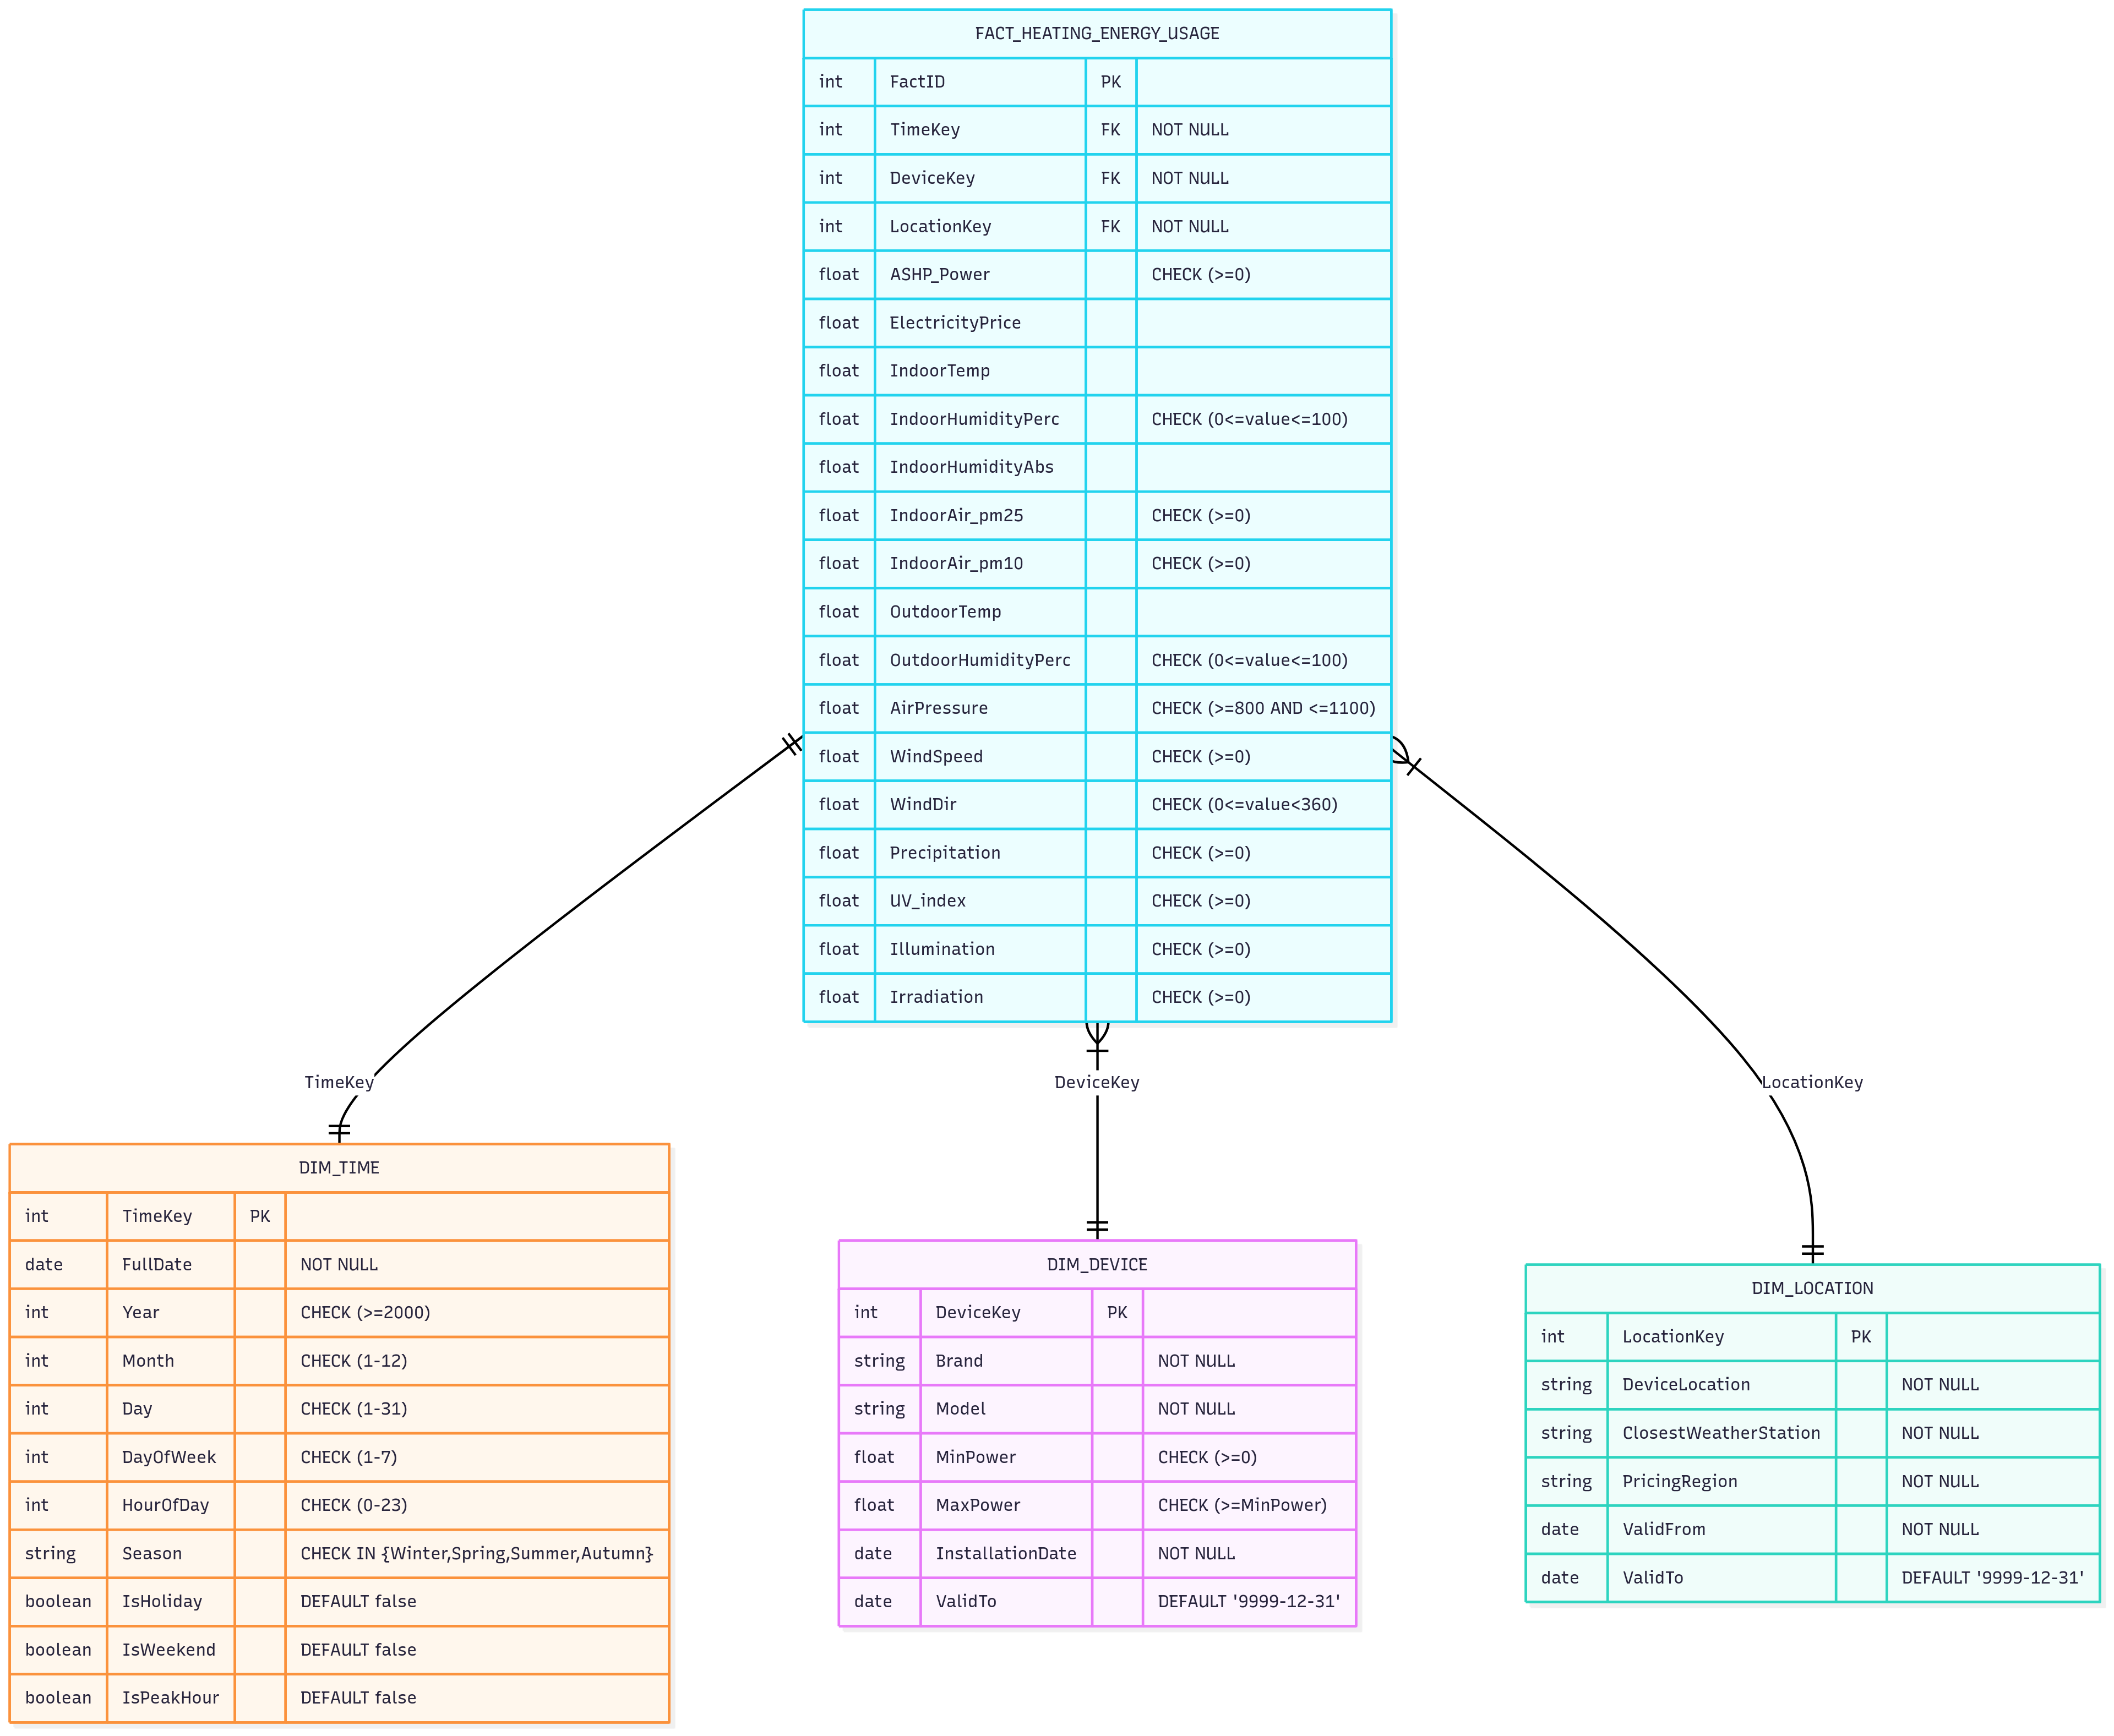 FACT_HEATING_ENERGY_USAGE
int FactID PK
int TimeKey FK NOT NULL
int DeviceKey FK NOT NULL
int LocationKey FK NOT NULL
float ASHP_Power CHECK (>=0)
float ElectricityPrice
float IndoorTemp
float IndoorHumidityPerc CHECK (0<=value<=100)
float IndoorHumidityAbs
float IndoorAir_pm25 CHECK (>=0)
float IndoorAir_pm10 CHECK (>=0)
float OutdoorTemp
float OutdoorHumidityPerc CHECK (0<=value<=100)
float AirPressure CHECK (>=800 AND <=1100)
float WindSpeed CHECK (>=0)
float WindDir CHECK (0<=value<360)
float Precipitation CHECK (>=0)
float UV_index CHECK (>=0)
float Illumination CHECK (>=0)
float Irradiation CHECK (>=0)
TimeKey
DeviceKey
LocationKey
DIM_TIME
int TimeKey PK
date FullDate NOT NULL
int Year CHECK (>=2000)
int Month CHECK (1-12)
int Day CHECK (1-31)
int DayOfWeek CHECK (1-7)
int HourOfDay CHECK (0-23)
string Season CHECK IN {Winter,Spring,Summer,Autumn}
boolean IsHoliday DEFAULT false
boolean IsWeekend DEFAULT false
boolean IsPeakHour DEFAULT false
DIM_DEVICE
int DeviceKey PK
string Brand NOT NULL
string Model NOT NULL
float MinPower CHECK (>=0)
float MaxPower CHECK (>=MinPower)
date InstallationDate NOT NULL
date ValidTo DEFAULT '9999-12-31'
DIM_LOCATION
int LocationKey PK
string DeviceLocation NOT NULL
string ClosestWeatherStation NOT NULL
string PricingRegion NOT NULL
date ValidFrom NOT NULL
date ValidTo DEFAULT '9999-12-31'